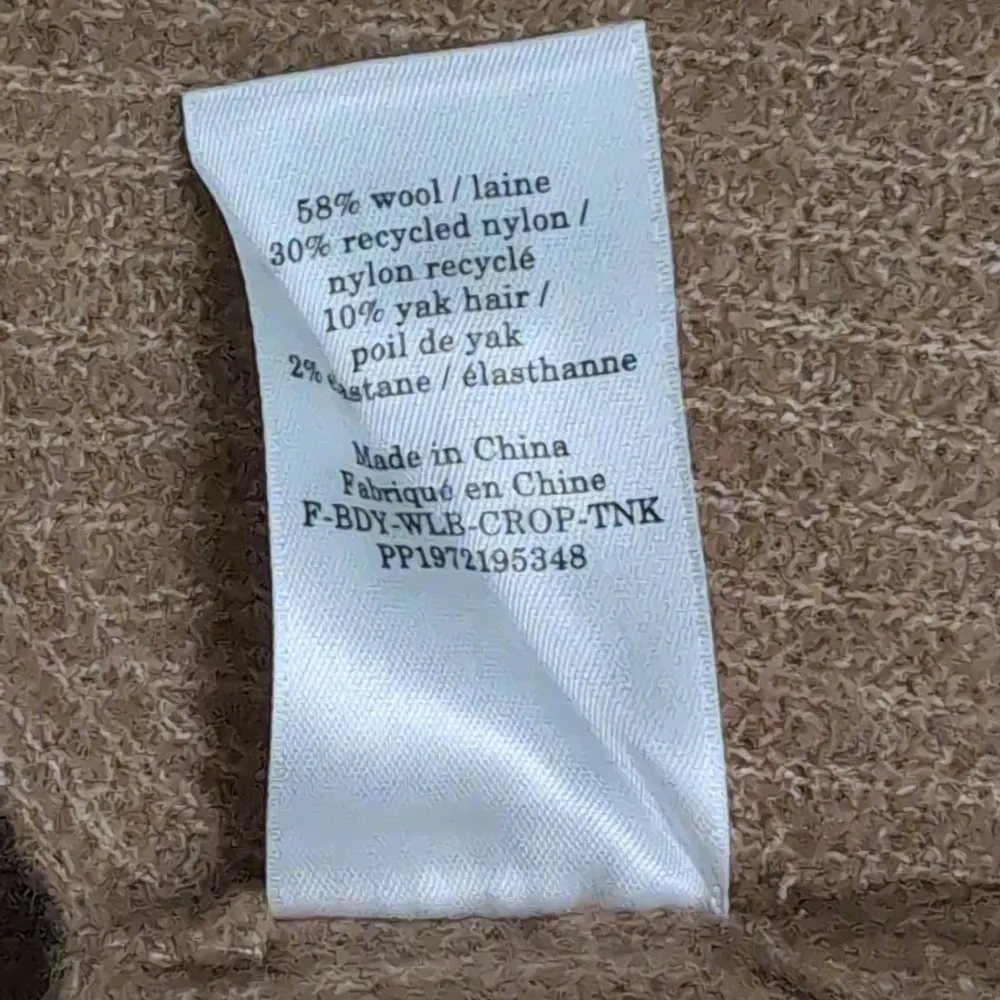 58% wool / laine
30% recycled nylon /
nylon recyclé
10% yak hair /
poil de yak
2% elastane / élasthanne
Made in China
Fabriqué en Chine
F-BDY-WLB-CROP-TNK
PP1972195348